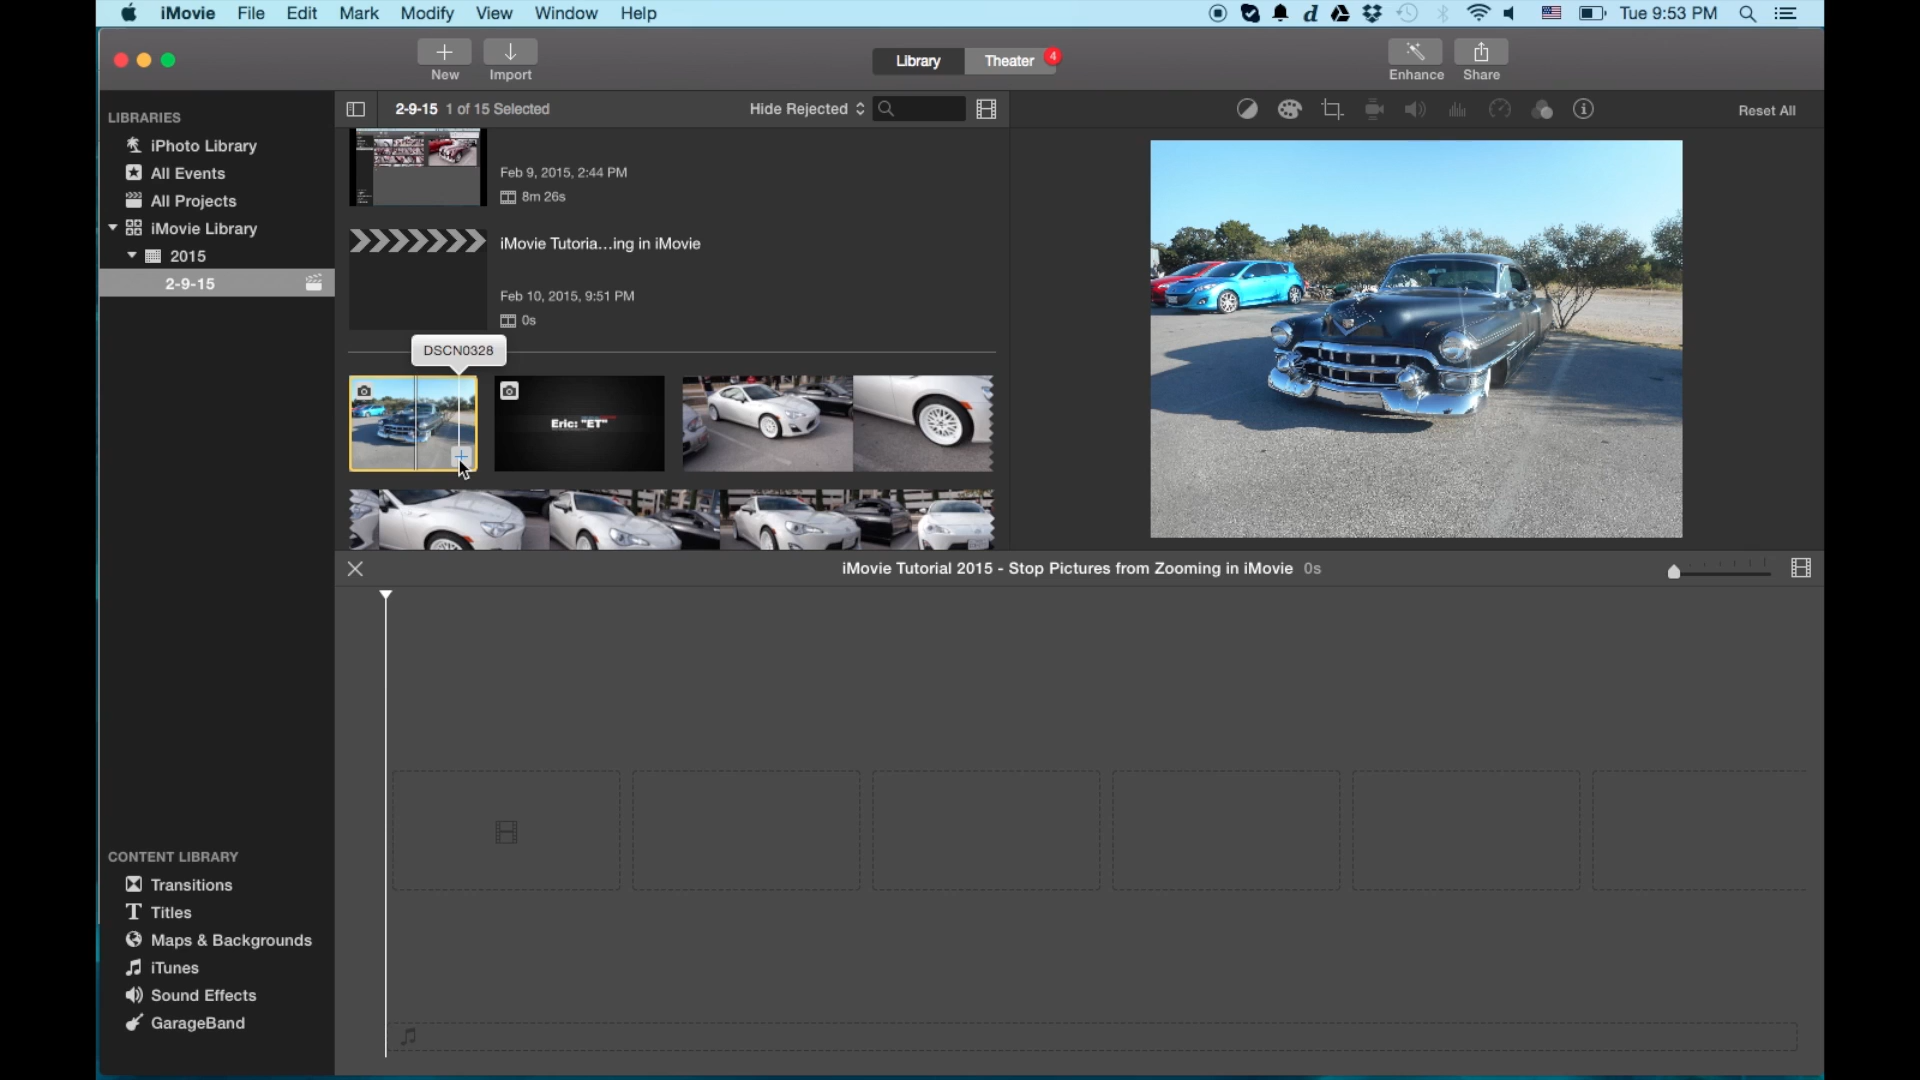 iMovie File Edit Mark Modify View Window Help
Tue 9:53 PM
New
Import
Library
Theater
4
Enhance
Share
LIBRARIES
iPhoto Library
All Events
All Projects
iMovie Library
2015
2-9-15
2-9-15 1 of 15 Selected
Hide Rejected
Reset All
Feb 9, 2015, 2:44 PM
8m 26s
iMovie Tutoria...ing in iMovie
Feb 10, 2015, 9:51 PM
0s
DSCN0328
Eric: "ET"
iMovie Tutorial 2015 - Stop Pictures from Zooming in iMovie 0s
CONTENT LIBRARY
Transitions
Titles
Maps & Backgrounds
iTunes
Sound Effects
GarageBand